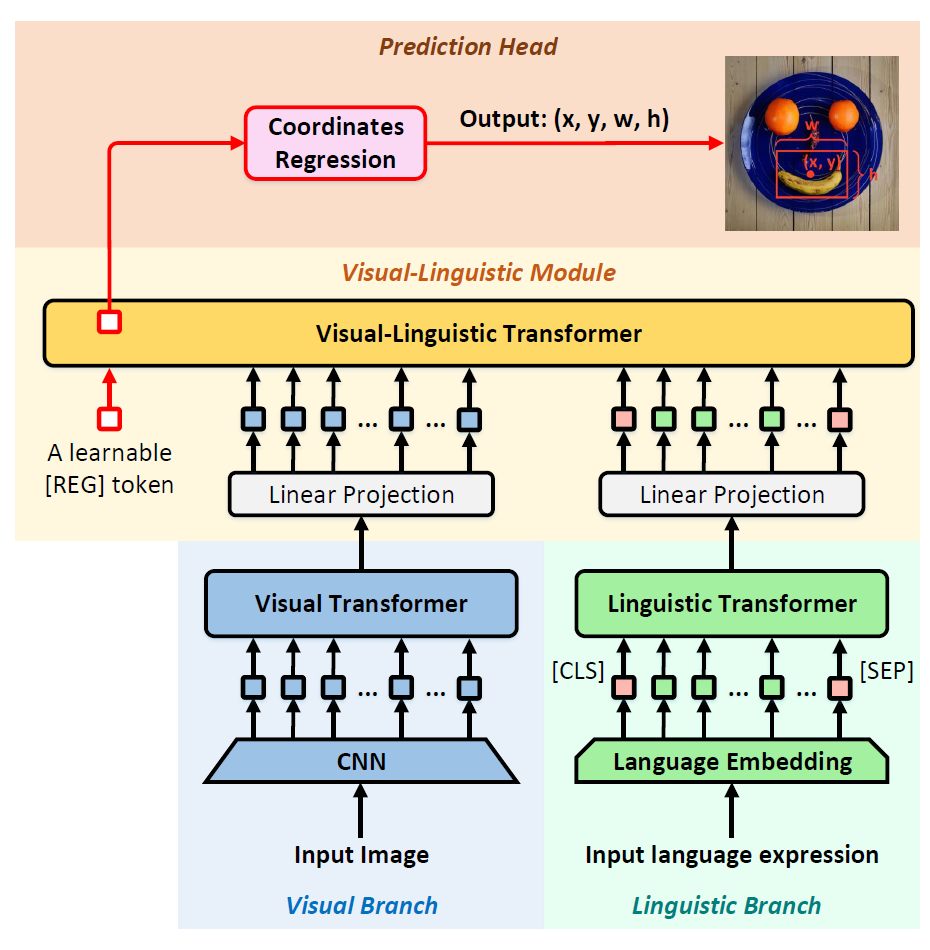 Prediction Head
Coordinates
Regression
Output: (x, y, w, h)
w
(x, y)
h
Visual-Linguistic Module
Visual-Linguistic Transformer
... ...
... ...
A learnable
[REG] token
Linear Projection
Linear Projection
Visual Transformer
Linguistic Transformer
[CLS]
[SEP]
... ...
... ...
CNN
Language Embedding
Input Image
Input language expression
Visual Branch
Linguistic Branch